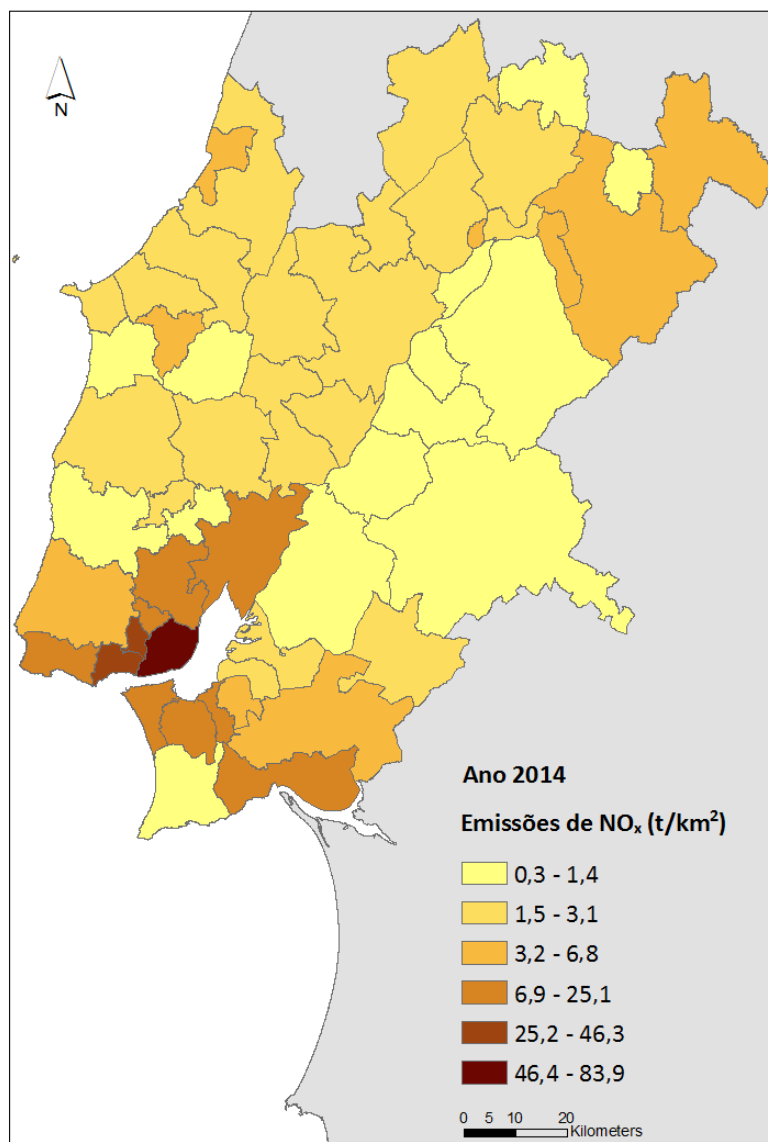 N
Ano 2014
Emissões de NOₓ (t/km²)
0,3 - 1,4
1,5 - 3,1
3,2 - 6,8
6,9 - 25,1
25,2 - 46,3
46,4 - 83,9
0 5 10 20
Kilometers